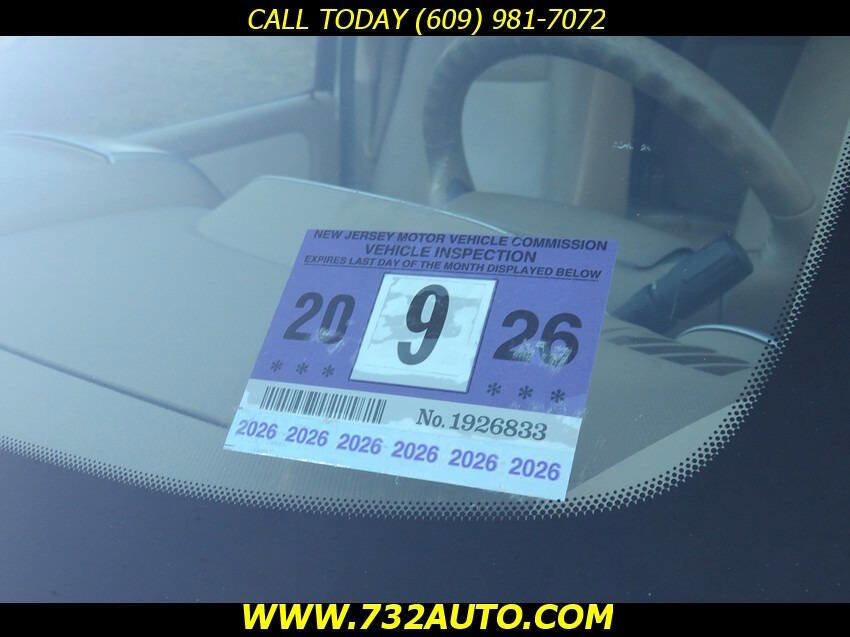 CALL TODAY (609) 981-7072
NEW JERSEY MOTOR VEHICLE COMMISSION
VEHICLE INSPECTION
EXPIRES LAST DAY OF THE MONTH DISPLAYED BELOW
20 9 26
* * * * * *
No. 1926833
2026 2026 2026 2026 2026 2026
WWW.732AUTO.COM